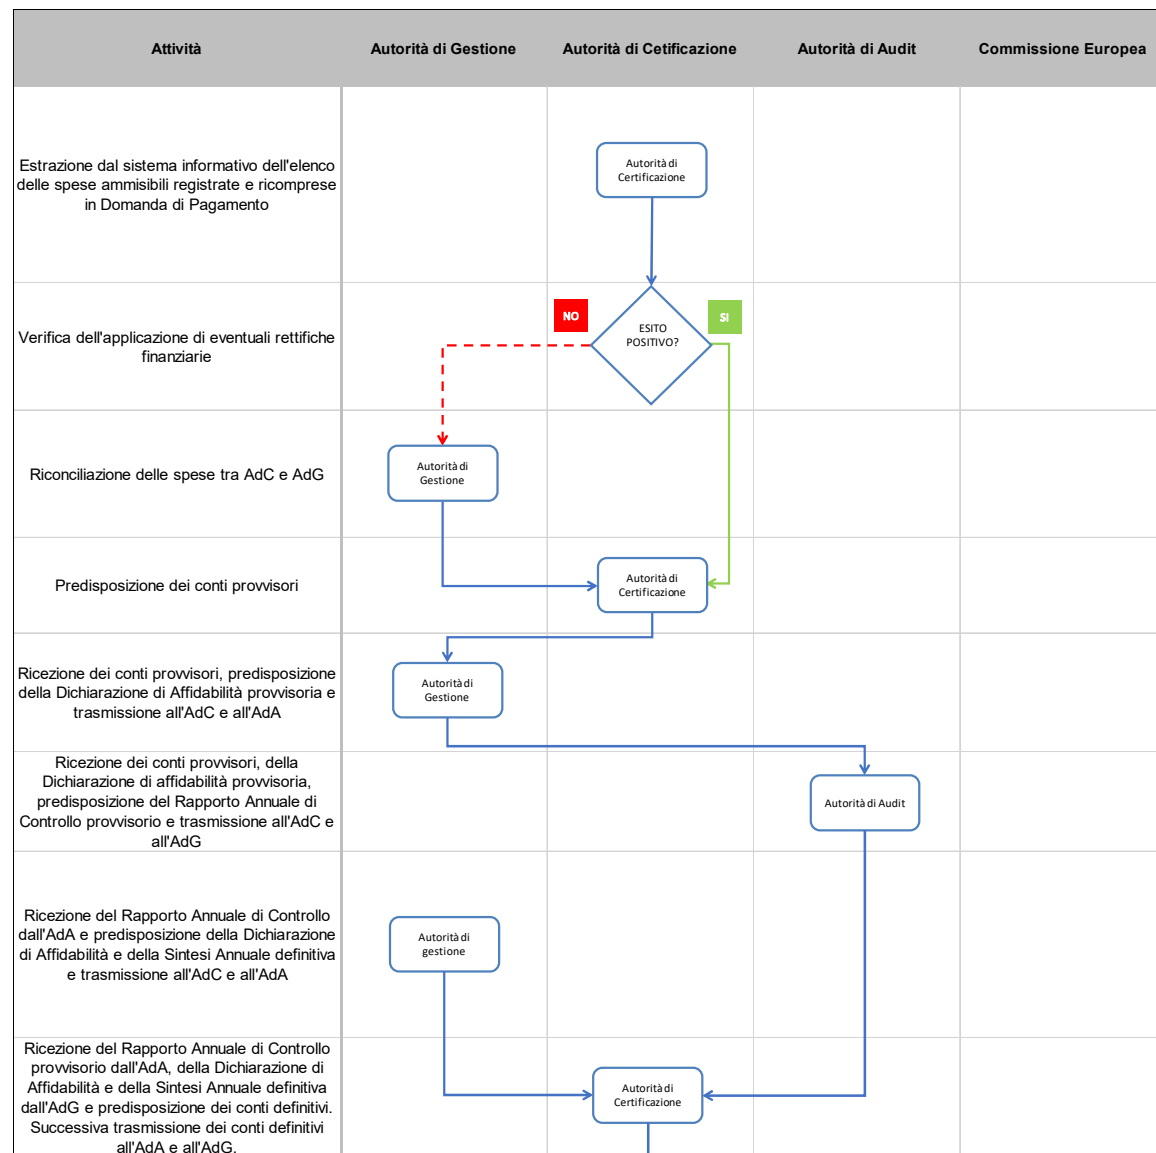 Attività
Autorità di Gestione
Autorità di Cetificazione
Autorità di Audit
Commissione Europea
Estrazione dal sistema informativo dell'elenco
delle spese ammisibili registrate e ricomprese
in Domanda di Pagamento
Autorità di
Certificazione
Verifica dell'applicazione di eventuali rettifiche
finanziarie
NO
ESITO
POSITIVO?
SI
Riconciliazione delle spese tra AdC e AdG
Autorità di
Gestione
Predisposizione dei conti provvisori
Autorità di
Certificazione
Ricezione dei conti provvisori, predisposizione
della Dichiarazione di Affidabilità provvisoria e
trasmissione all'AdC e all'AdA
Autorità di
Gestione
Ricezione dei conti provvisori, della
Dichiarazione di affidabilità provvisoria,
predisposizione del Rapporto Annuale di
Controllo provvisorio e trasmissione all'AdC e
all'AdG
Autorità di Audit
Ricezione del Rapporto Annuale di Controllo
dall'AdA e predisposizione della Dichiarazione
di Affidabilità e della Sintesi Annuale definitiva
e trasmissione all'AdC e all'AdA
Autorità di
gestione
Ricezione del Rapporto Annuale di Controllo
provvisorio dall'AdA, della Dichiarazione di
Affidabilità e della Sintesi Annuale definitiva
dall'AdG e predisposizione dei conti definitivi.
Successiva trasmissione dei conti definitivi
all'AdA e all'AdG.
Autorità di
Certificazione